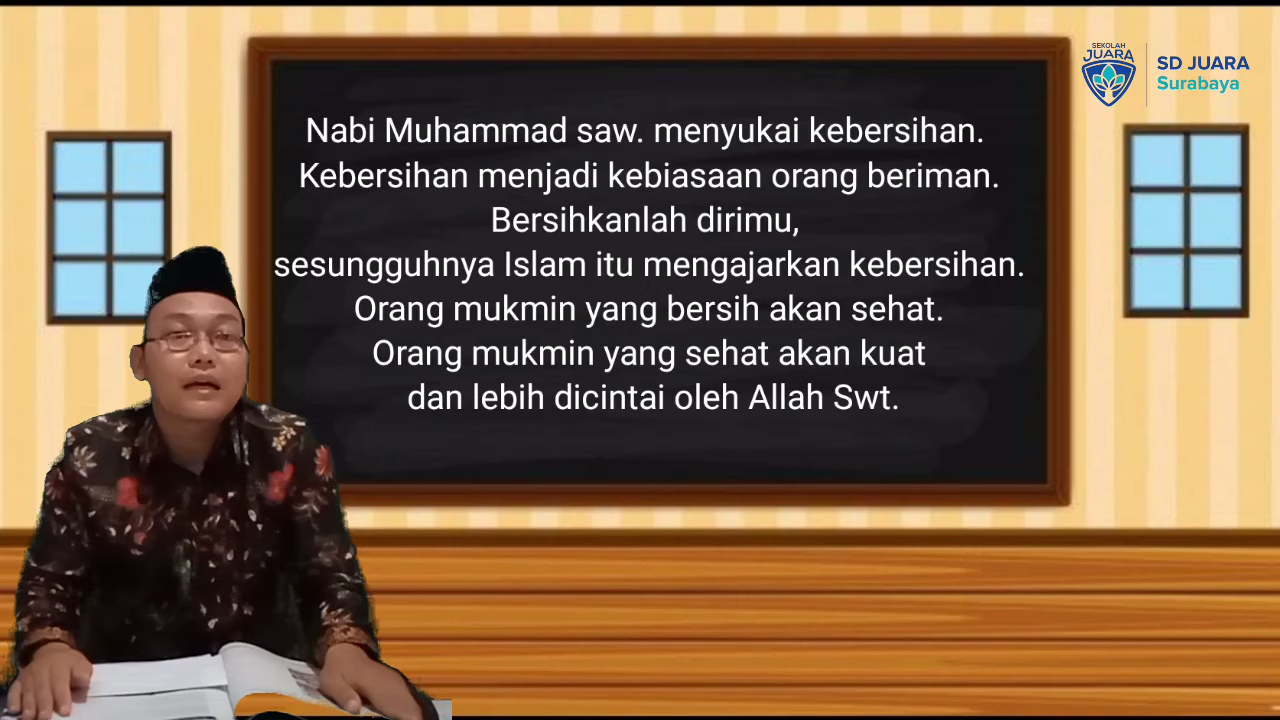 SEKOLAH
JUARA
SD JUARA
Surabaya
Nabi Muhammad saw. menyukai kebersihan.
Kebersihan menjadi kebiasaan orang beriman.
Bersihkanlah dirimu,
sesungguhnya Islam itu mengajarkan kebersihan.
Orang mukmin yang bersih akan sehat.
Orang mukmin yang sehat akan kuat
dan lebih dicintai oleh Allah Swt.